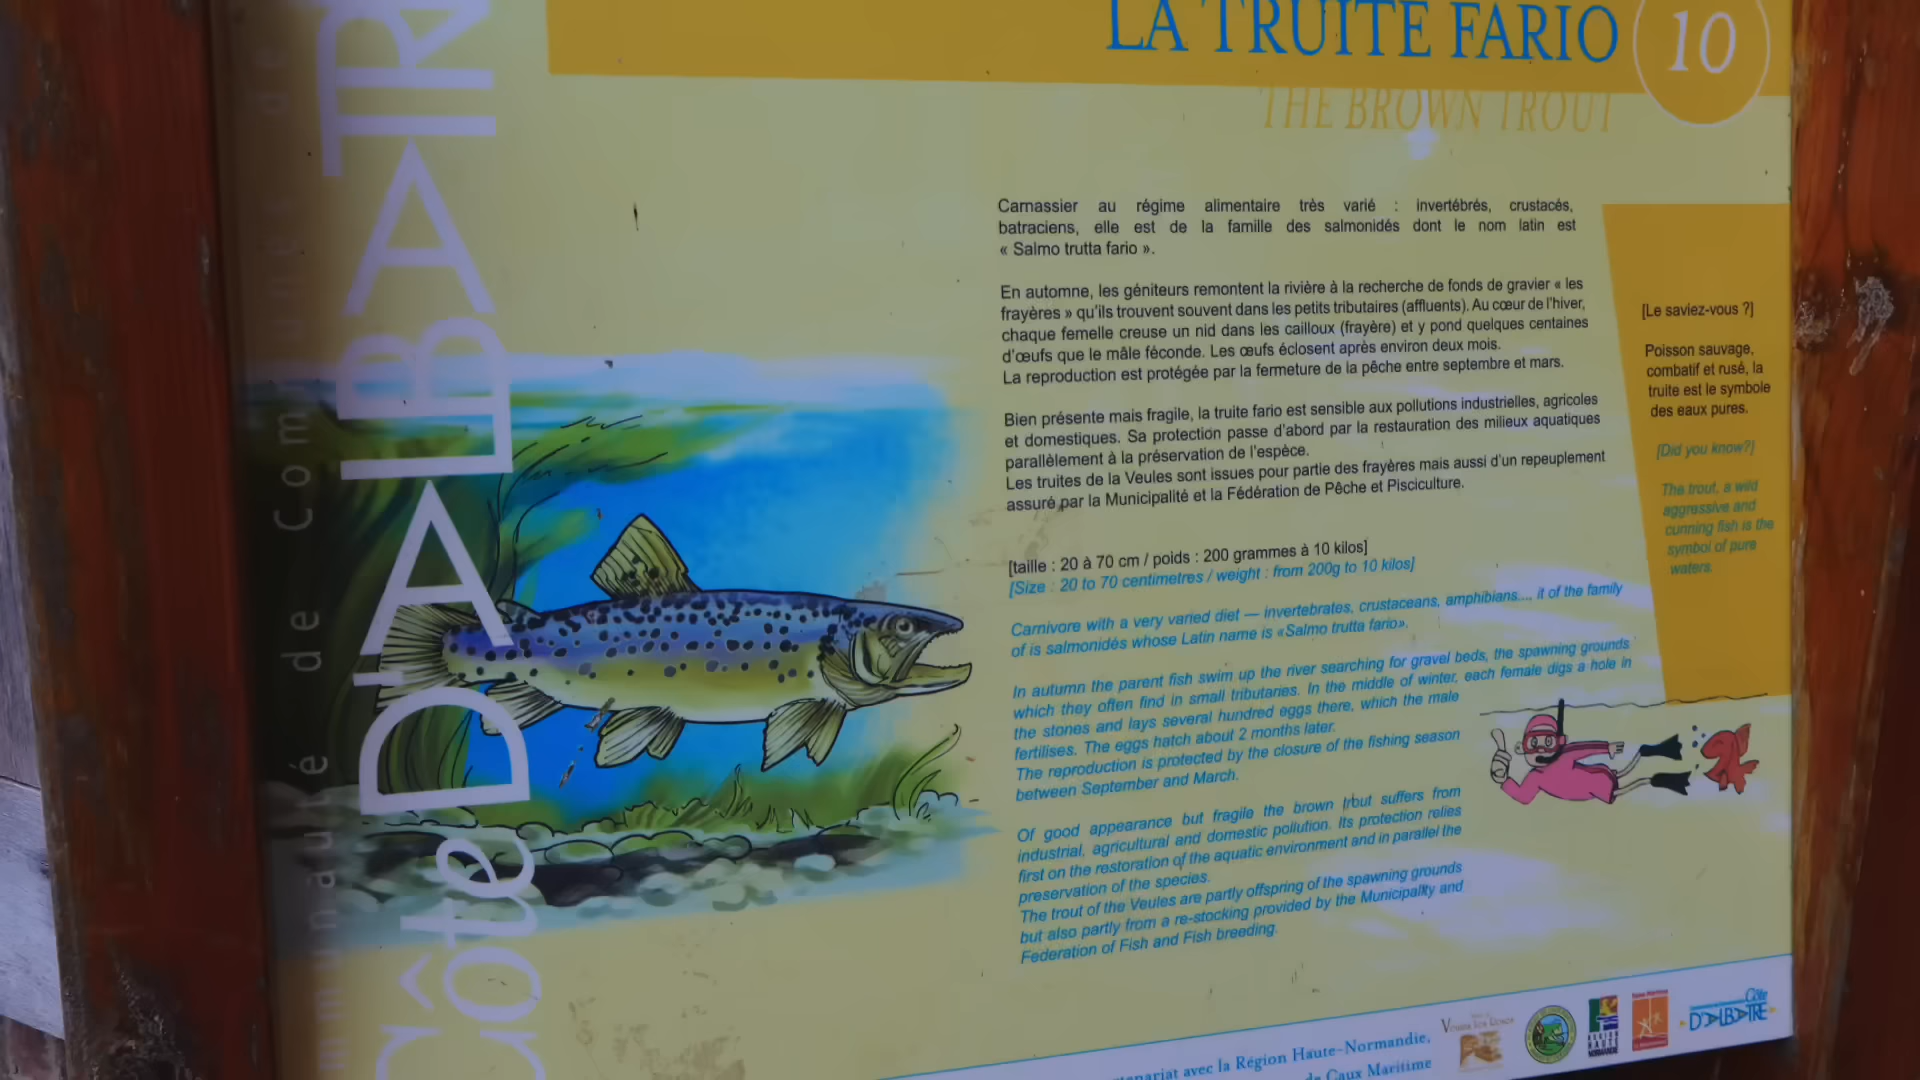 LA TRUITE FARIO
10
THE BROWN TROUT
Carnassier au régime alimentaire très varié : invertébrés, crustacés,
batraciens, elle est de la famille des salmonidés dont le nom latin est
« Salmo trutta fario ».
En automne, les géniteurs remontent la rivière à la recherche de fonds de gravier « les
frayères » qu'ils trouvent souvent dans les petits tributaires (affluents). Au cœur de l'hiver,
chaque femelle creuse un nid dans les cailloux (frayère) et y pond quelques centaines
d'œufs que le mâle féconde. Les œufs éclosent après environ deux mois.
La reproduction est protégée par la fermeture de la pêche entre septembre et mars.
Bien présente mais fragile, la truite fario est sensible aux pollutions industrielles, agricoles
et domestiques. Sa protection passe d'abord par la restauration des milieux aquatiques
parallèlement à la préservation de l'espèce.
Les truites de la Veules sont issues pour partie des frayères mais aussi d'un repeuplement
assuré par la Municipalité et la Fédération de Pêche et Pisciculture.
[taille : 20 à 70 cm / poids : 200 grammes à 10 kilos]
[Size : 20 to 70 centimetres / weight : from 200g to 10 kilos]
Carnivore with a very varied diet — invertebrates, crustaceans, amphibians..., it of the family
of is salmonidés whose Latin name is «Salmo trutta fario».
In autumn the parent fish swim up the river searching for gravel beds, the spawning grounds
which they often find in small tributaries. In the middle of winter, each female digs a hole in
the stones and lays several hundred eggs there, which the male
fertilises. The eggs hatch about 2 months later.
The reproduction is protected by the closure of the fishing season
between September and March.
Of good appearance but fragile the brown trout suffers from
industrial, agricultural and domestic pollution. Its protection relies
first on the restoration of the aquatic environment and in parallel the
preservation of the species.
The trout of the Veules are partly offspring of the spawning grounds
but also partly from a re-stocking provided by the Municipality and
Federation of Fish and Fish breeding.
[Le saviez-vous ?]
Poisson sauvage,
combatif et rusé, la
truite est le symbole
des eaux pures.
[Did you know?]
The trout, a wild
aggressive and
cunning fish is the
symbol of pure
waters.
Communauté de Communes de
Côte D'ALBÂTR
avec la Région Haute-Normandie,
de Caux Maritime
RÉGION
HAUTE
NORMANDIE
Côte
D'ALBATRE